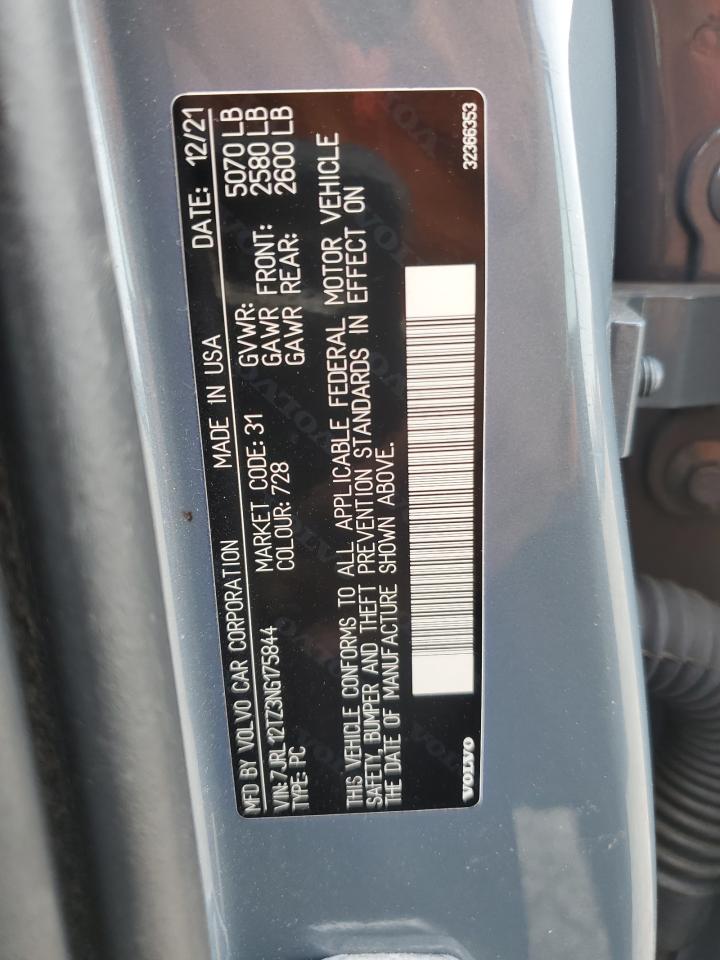 MFD BY VOLVO CAR CORPORATION MADE IN USA DATE: 12/21
VIN: 7JRL12TZ3NG175844 MARKET CODE: 31 GVWR: 5070 LB
TYPE: PC COLOUR: 728 GAWR FRONT: 2580 LB
GAWR REAR: 2600 LB
THIS VEHICLE CONFORMS TO ALL APPLICABLE FEDERAL MOTOR VEHICLE
SAFETY, BUMPER AND THEFT PREVENTION STANDARDS IN EFFECT ON
THE DATE OF MANUFACTURE SHOWN ABOVE.
VOLVO 32366353